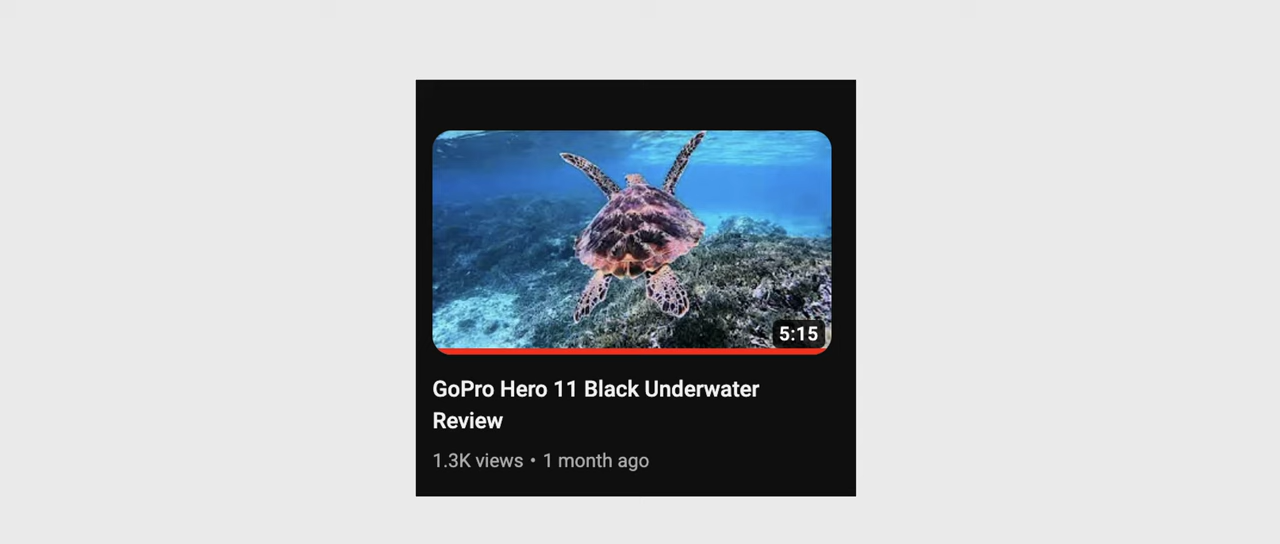 5:15
GoPro Hero 11 Black Underwater
Review
1.3K views • 1 month ago